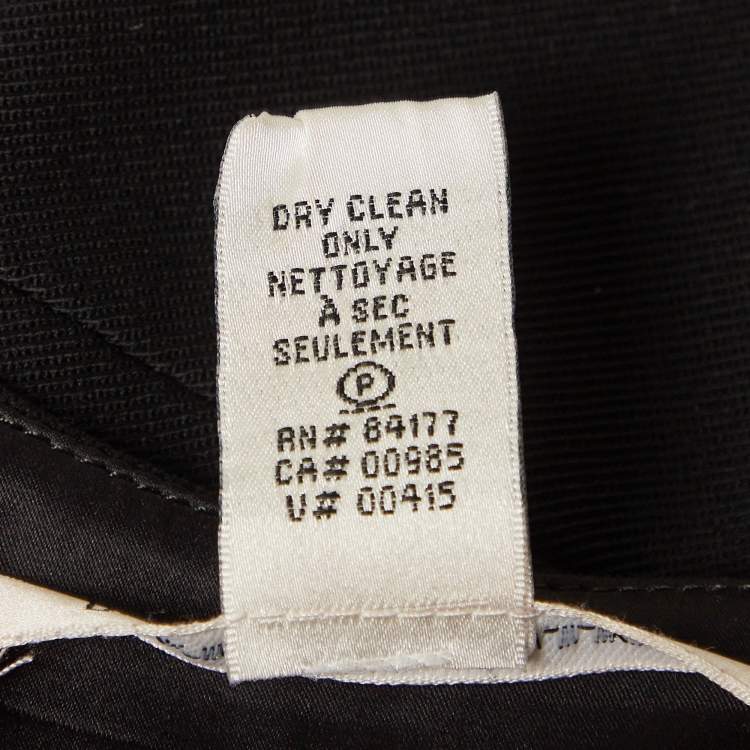 DRY CLEAN
ONLY
NETTOYAGE
À SEC
SEULEMENT
P
RN# 84177
CA# 00985
V# 00415